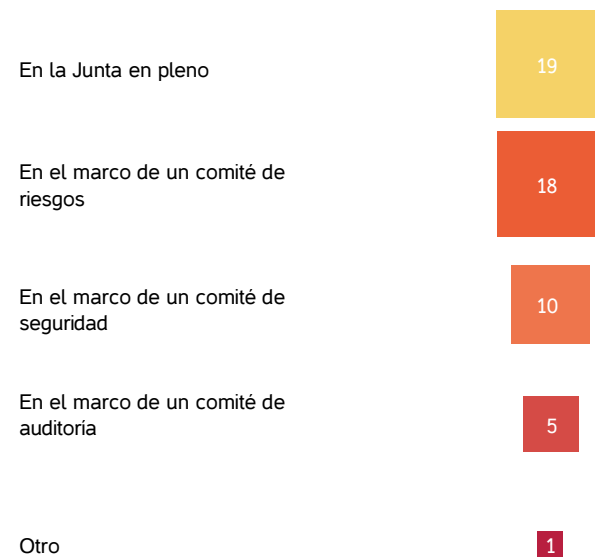 En la Junta en pleno
19
En el marco de un comité de
riesgos
18
En el marco de un comité de
seguridad
10
En el marco de un comité de
auditoría
5
Otro
1